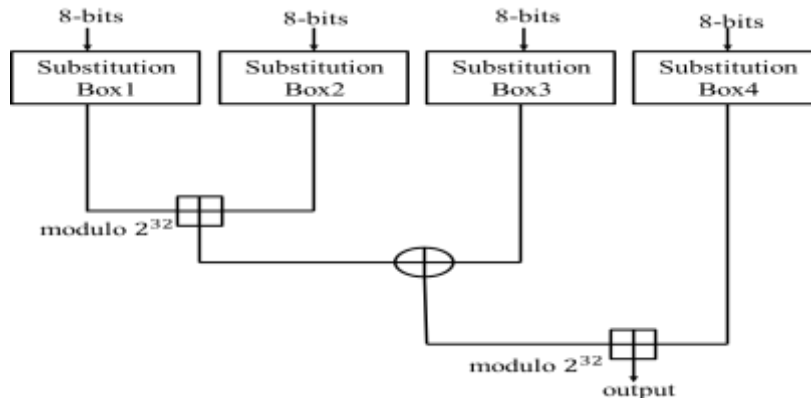 8-bits 8-bits 8-bits 8-bits
Substitution Box1
Substitution Box2
Substitution Box3
Substitution Box4
modulo 2³²
modulo 2³²
output